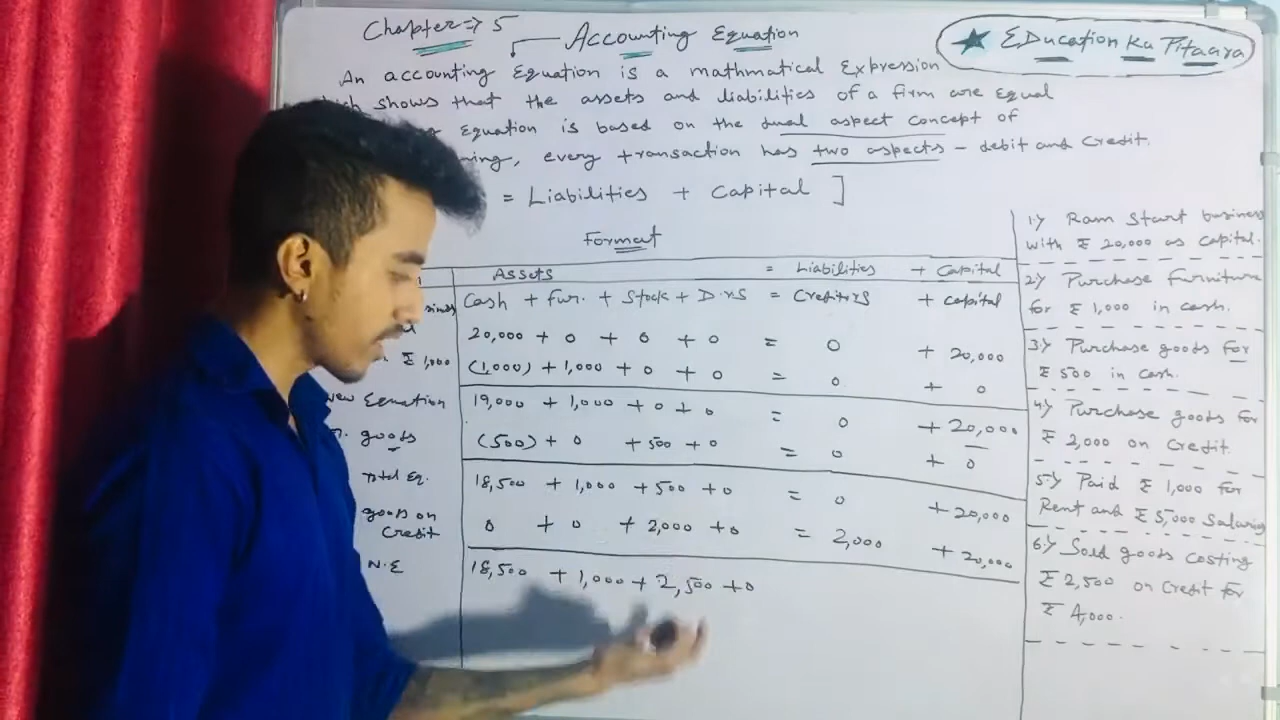 Chapter => 5
Accounting Equation
★ EDucation Ka Pitaara
An accounting Equation is a mathmatical Expression
shows that the assets and liabilities of a firm are Equal
Equation is based on the dual aspect concept of
every transaction has two aspects - debit and Credit.
= Liabilities + Capital ]
Format
Assets = Liabilities + Capital
Cash + Fur. + Stock + D.rs = Creditors + capital
20,000 + 0 + 0 + 0 = 0 + 20,000
₹ 1,000 (1,000) + 1,000 + 0 + 0 = 0 + 0
New Equation 19,000 + 1,000 + 0 + 0 = 0 + 20,000
goods (500) + 0 + 500 + 0 = 0 + 0
Eq. 18,500 + 1,000 + 500 + 0 = 0 + 20,000
goods on
Credit 0 + 0 + 2,000 + 0 = 2,000 + 20,000
N.E 18,500 + 1,000 + 2,500 + 0
1.) Ram Start business
with ₹ 20,000 as capital.
2.) Purchase Furniture
for ₹ 1,000 in cash.
3.) Purchase goods for
₹ 500 in cash.
4.) Purchase goods for
₹ 2,000 on Credit.
5.) Paid ₹ 1,000 for
Rent and ₹ 5,000 Salaries
6.) Sold goods costing
₹ 2,500 on Credit for
₹ 4,000.